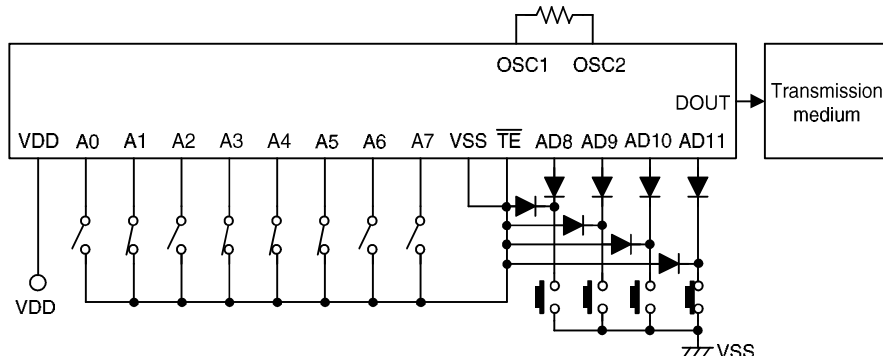 OSC1 OSC2
DOUT
Transmission
medium
VDD A0 A1 A2 A3 A4 A5 A6 A7 VSS TE AD8 AD9 AD10 AD11
VDD
VSS